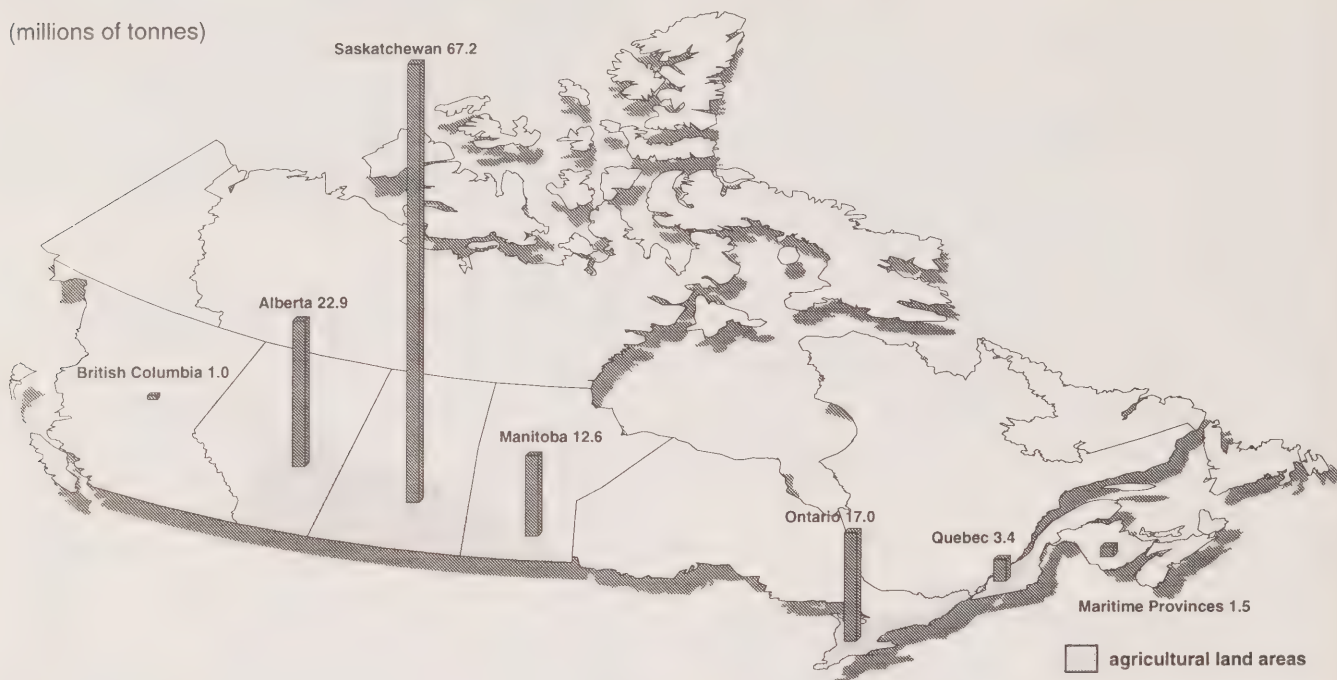 (millions of tonnes)
Saskatchewan 67.2
Alberta 22.9
British Columbia 1.0
Manitoba 12.6
Ontario 17.0
Quebec 3.4
Maritime Provinces 1.5
agricultural land areas